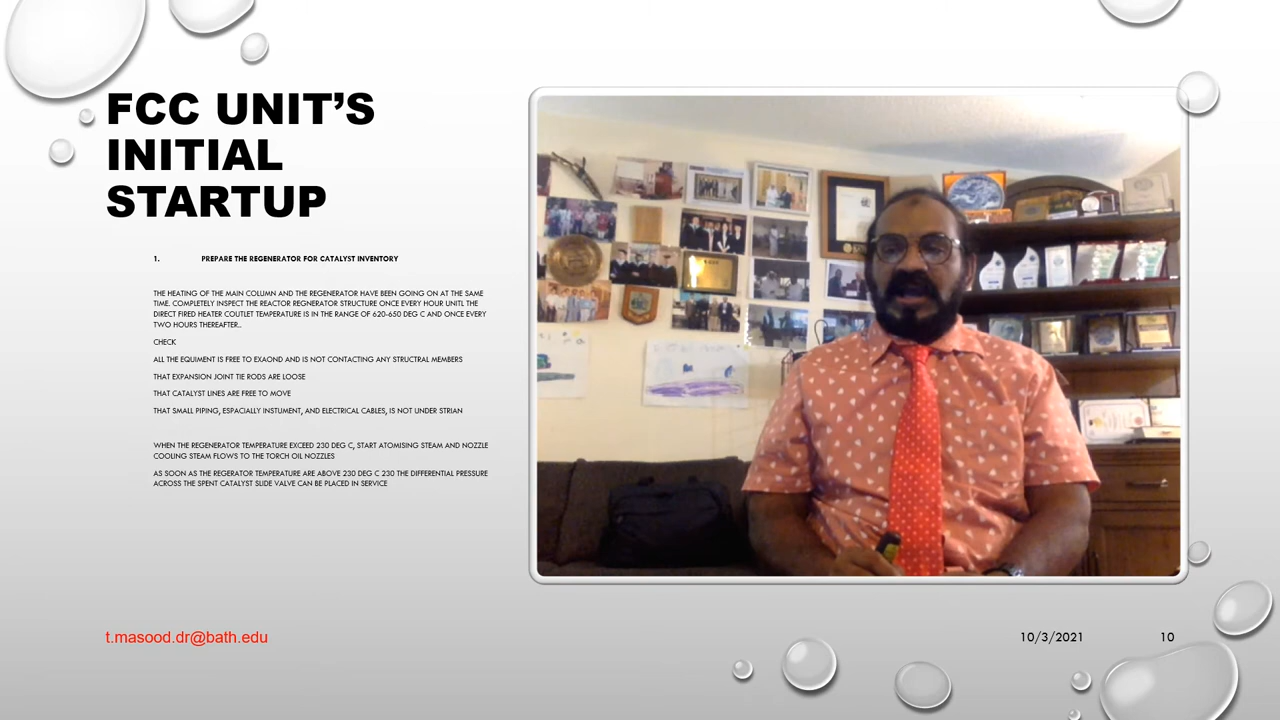 FCC UNIT’S
INITIAL
STARTUP
1. PREPARE THE REGENERATOR FOR CATALYST INVENTORY
THE HEATING OF THE MAIN COLUMN AND THE REGENERATOR HAVE BEEN GOING ON AT THE SAME
TIME. COMPLETELY INSPECT THE REACTOR REGNERATOR STRUCTURE ONCE EVERY HOUR UNITL THE
DIRECT FIRED HEATER COUTLET TEMPERATURE IS IN THE RANGE OF 620-650 DEG C AND ONCE EVERY
TWO HOURS THEREAFTER..
CHECK
ALL THE EQUIMENT IS FREE TO EXAOND AND IS NOT CONTACTING ANY STRUCTRAL MEMBERS
THAT EXPANSION JOINT TIE RODS ARE LOOSE
THAT CATALYST LINES ARE FREE TO MOVE
THAT SMALL PIPING, ESPACIALLY INSTUMENT, AND ELECTRICAL CABLES, IS NOT UNDER STRIAN
WHEN THE REGENERATOR TEMPERATURE EXCEED 230 DEG C, START ATOMISING STEAM AND NOZZLE
COOLING STEAM FLOWS TO THE TORCH OIL NOZZLES
AS SOON AS THE REGERATOR TEMPERATURE ARE ABOVE 230 DEG C 230 THE DIFFERENTIAL PRESSURE
ACROSS THE SPENT CATALYST SLIDE VALVE CAN BE PLACED IN SERVICE
t.masood.dr@bath.edu
10/3/2021
10